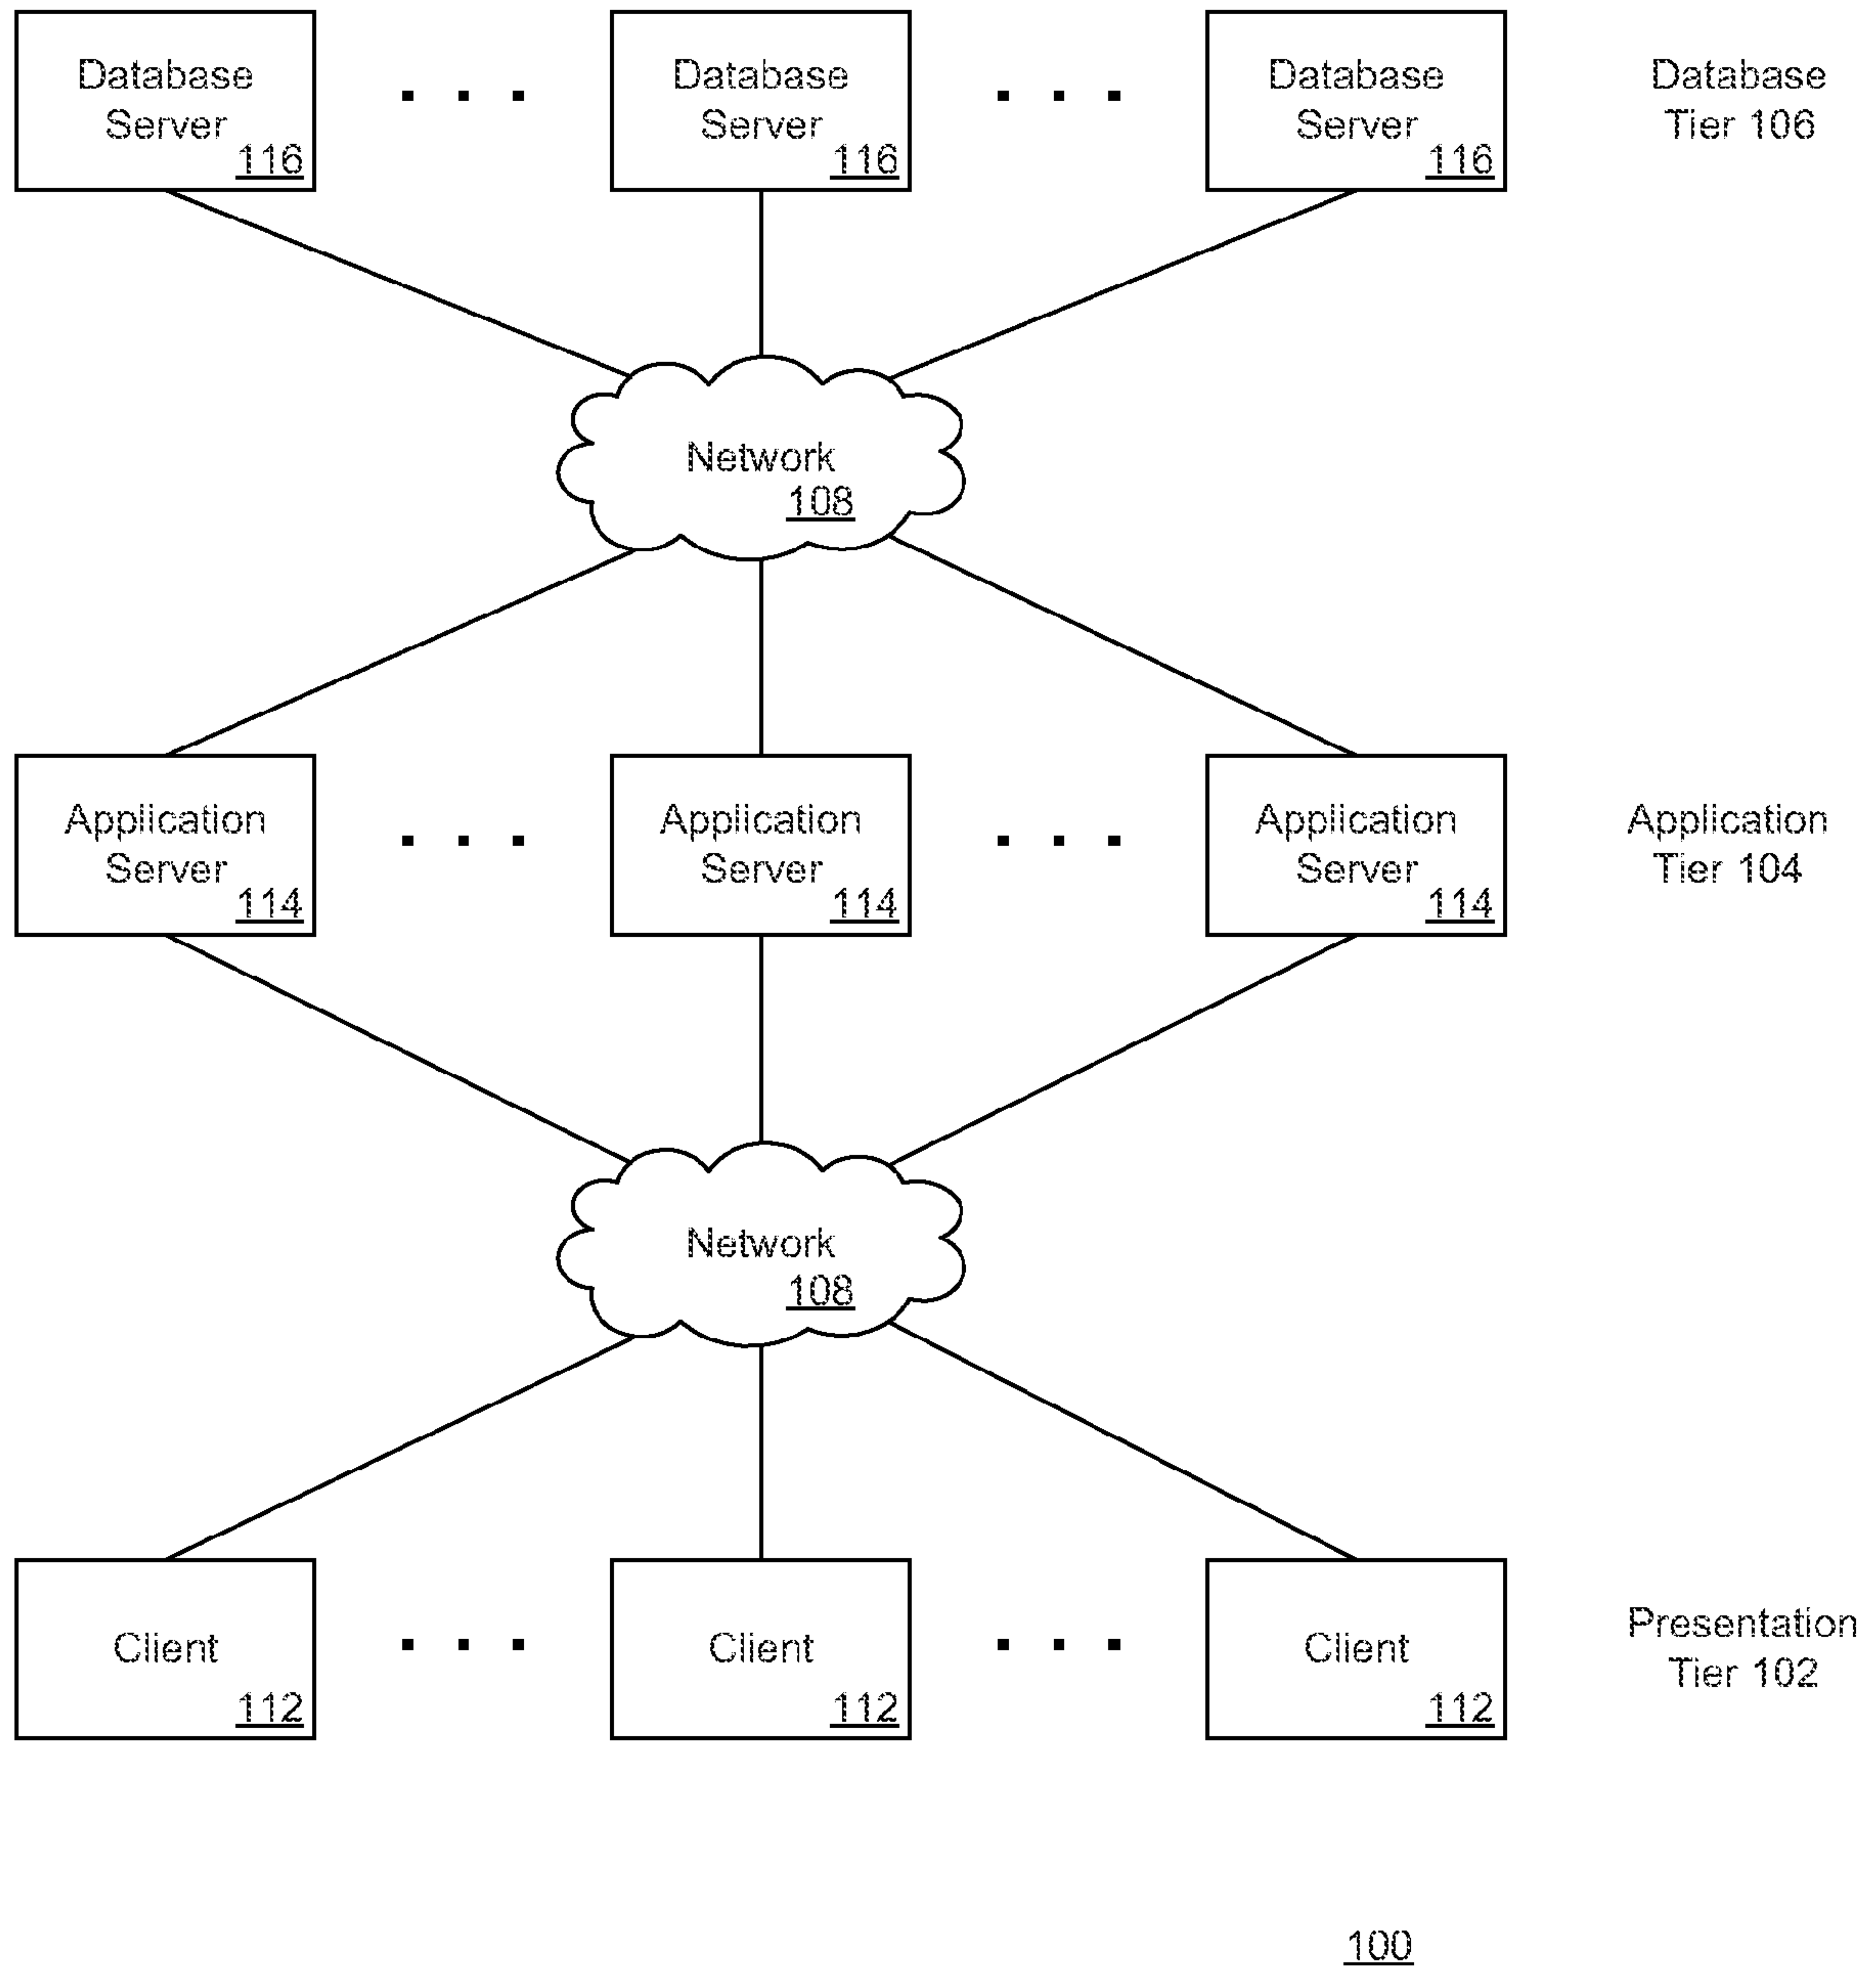 Database
Server
116
Database
Server
116
Database
Server
116
Database
Tier 106
Network
108
Application
Server
114
Application
Server
114
Application
Server
114
Application
Tier 104
Network
108
Client
112
Client
112
Client
112
Presentation
Tier 102
100